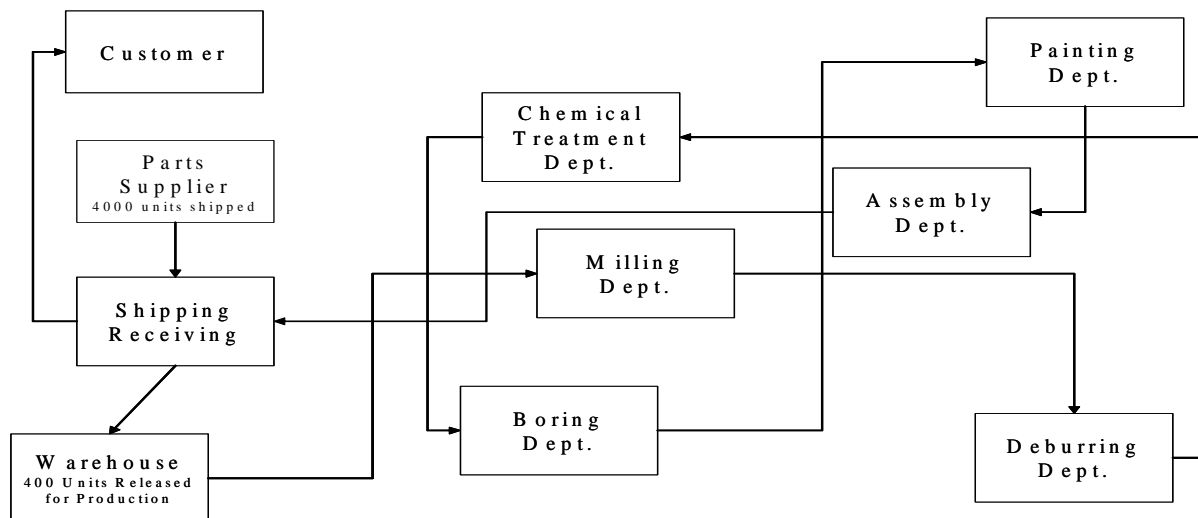 Customer
Parts
Supplier
4000 units shipped
Shipping
Receiving
Warehouse
400 Units Released
for Production
Chemical
Treatment
Dept.
Milling
Dept.
Boring
Dept.
Painting
Dept.
Assembly
Dept.
Deburring
Dept.